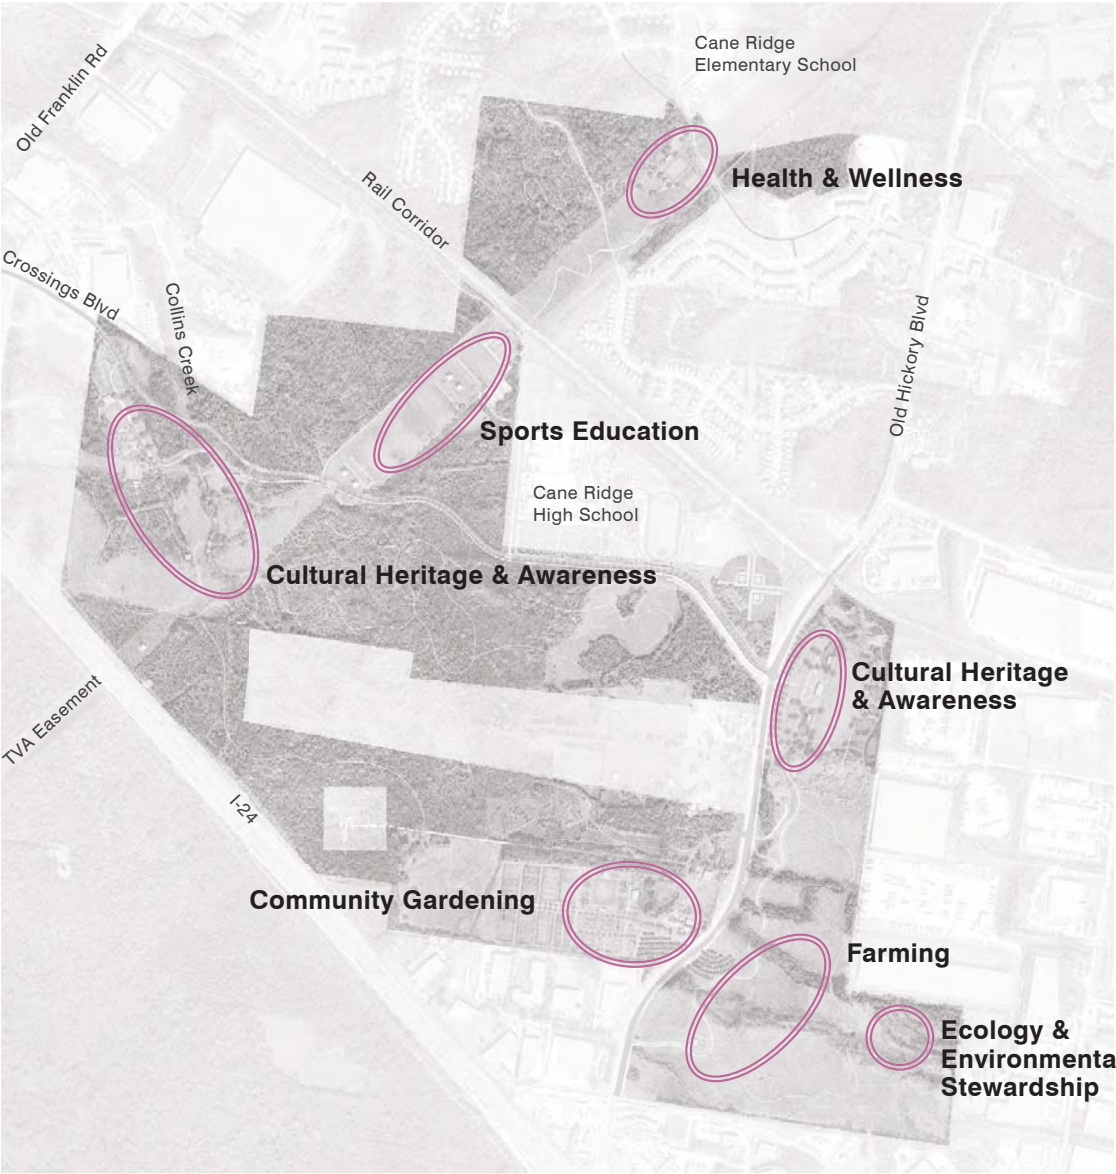 Cane Ridge
Elementary School
Old Franklin Rd
Health & Wellness
Rail Corridor
Crossings Blvd
Collins Creek
Old Hickory Blvd
Sports Education
Cane Ridge
High School
Cultural Heritage & Awareness
Cultural Heritage
& Awareness
TVA Easement
I-24
Community Gardening
Farming
Ecology &
Environmenta
Stewardship